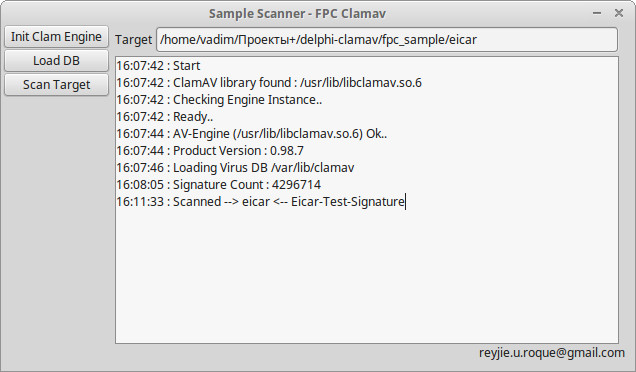 Sample Scanner - FPC Clamav
Init Clam Engine
Load DB
Scan Target
Target /home/vadim/Проекты+/delphi-clamav/fpc_sample/eicar
16:07:42 : Start
16:07:42 : ClamAV library found : /usr/lib/libclamav.so.6
16:07:42 : Checking Engine Instance..
16:07:42 : Ready..
16:07:44 : AV-Engine (/usr/lib/libclamav.so.6) Ok..
16:07:44 : Product Version : 0.98.7
16:07:46 : Loading Virus DB /var/lib/clamav
16:08:05 : Signature Count : 4296714
16:11:33 : Scanned --> eicar <-- Eicar-Test-Signature
reyjie.u.roque@gmail.com